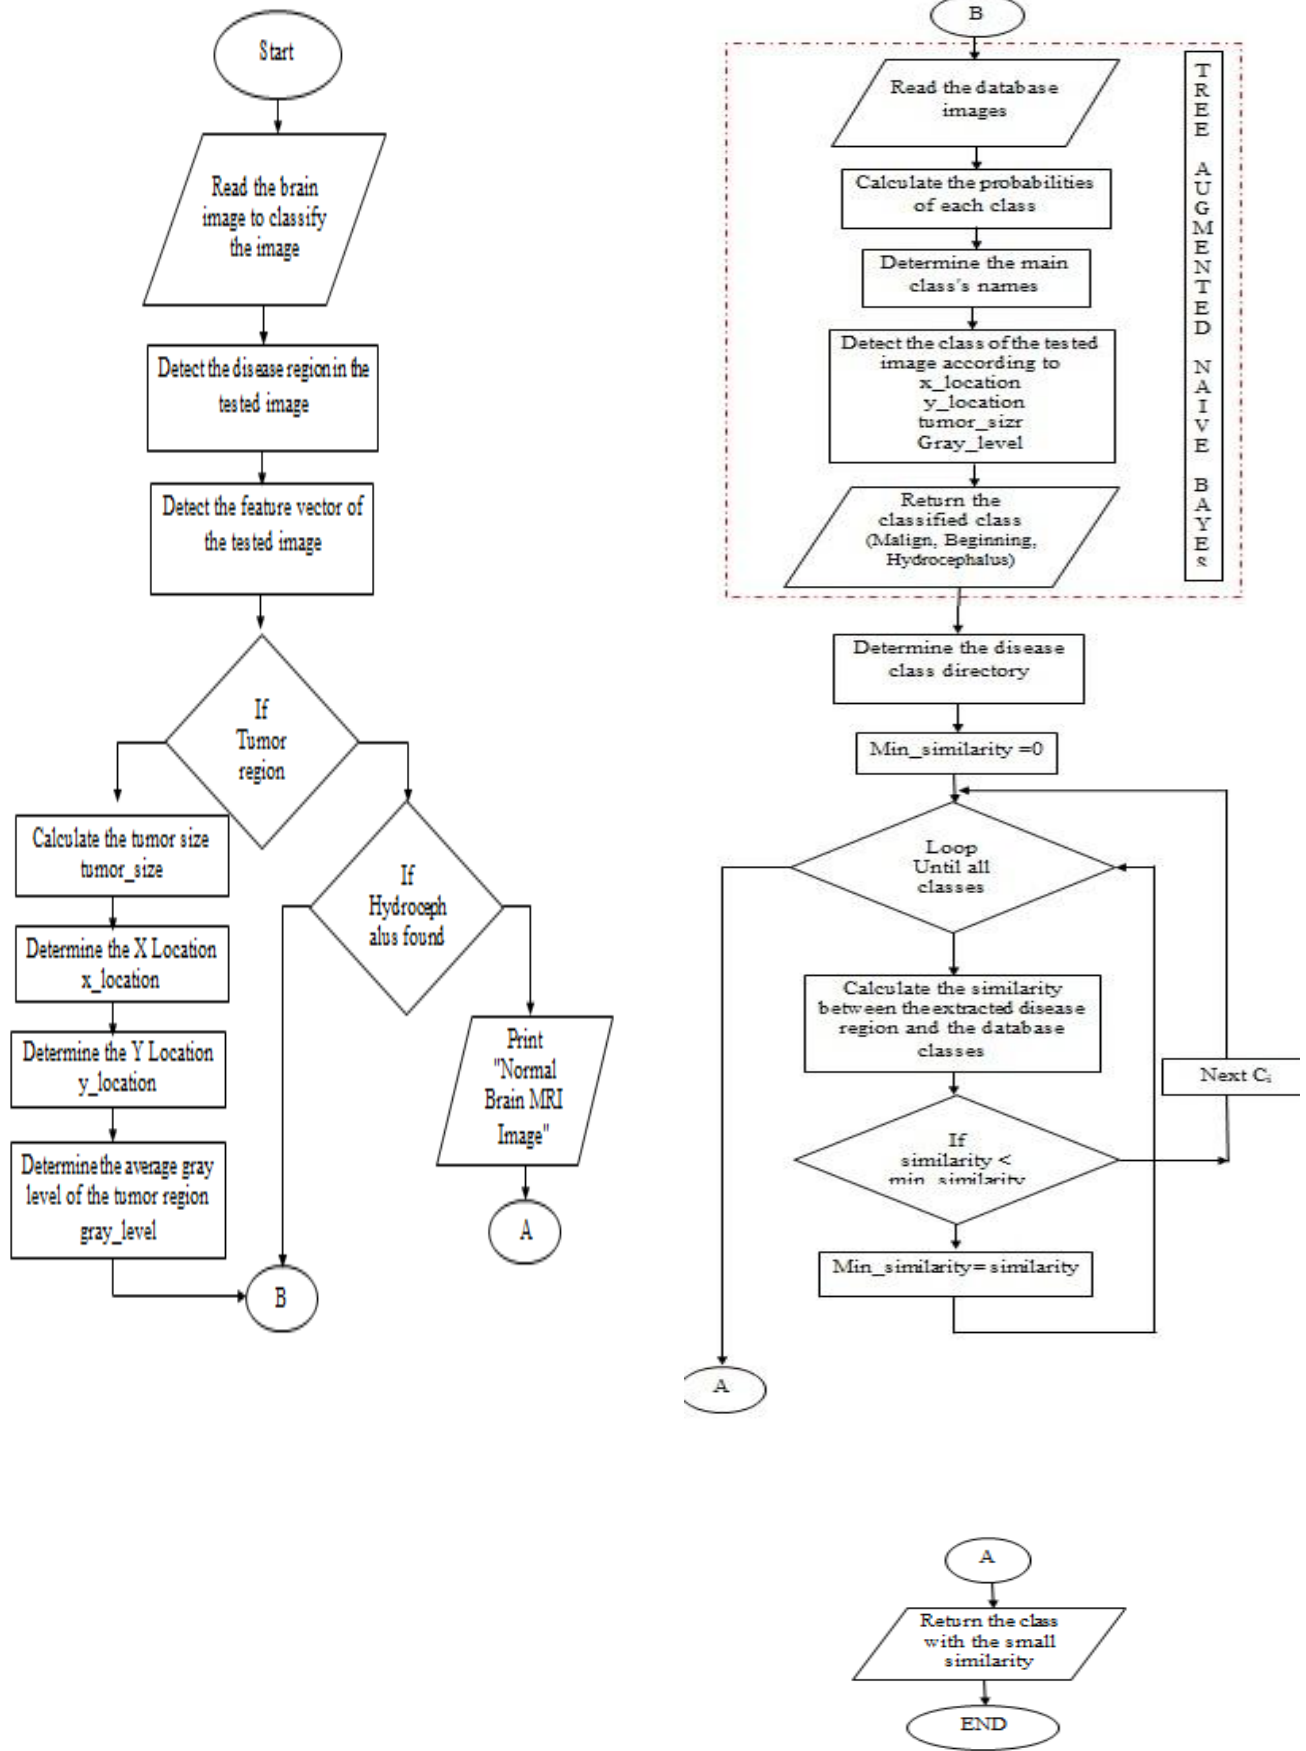 Start
Read the brain
image to classify
the image
Detect the disease region in the
tested image
Detect the feature vector of
the tested image
If
Tumor
region
Calculate the tumor size
tumor_size
Determine the X Location
x_location
Determine the Y Location
y_location
Determine the average gray
level of the tumor region
gray_level
If
Hydroceph
alus found
Print
"Normal
Brain MRI
Image"
A
B
B
Read the database
images
Calculate the probabilities
of each class
Determine the main
class's names
Detect the class of the tested
image according to
x_location
y_location
tumor_sizr
Gray_level
Return the
classified class
(Malign, Beginning,
Hydrocephalus)
TREE AUGMENTED NAIVE BAYES
Determine the disease
class directory
Min_similarity =0
Loop
Until all
classes
Calculate the similarity
between the extracted disease
region and the database
classes
Next Cᵢ
If
similarity <
min_similarity
Min_similarity= similarity
A
A
Return the class
with the small
similarity
END